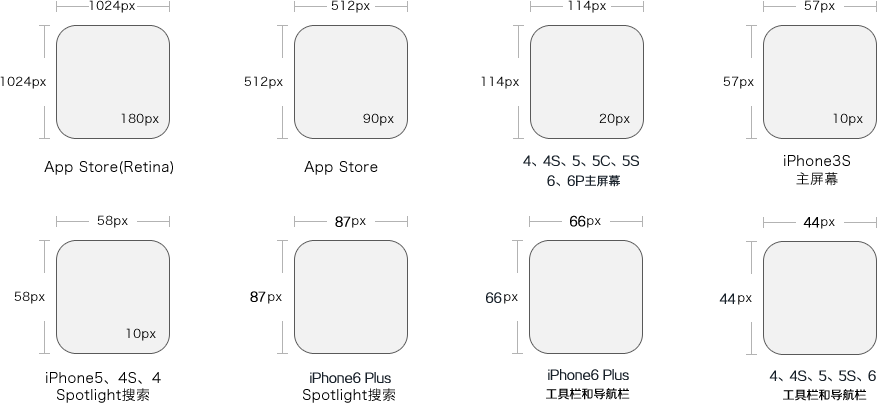 1024px
512px
114px
57px
1024px
512px
114px
57px
180px
90px
20px
10px
App Store(Retina)
App Store
4、4S、5、5C、5S
6、6P主屏幕
iPhone3S
主屏幕
58px
87px
66px
44px
58px
87px
66px
44px
10px
iPhone5、4S、4
Spotlight搜索
iPhone6 Plus
Spotlight搜索
iPhone6 Plus
工具栏和导航栏
4、4S、5、5S、6
工具栏和导航栏